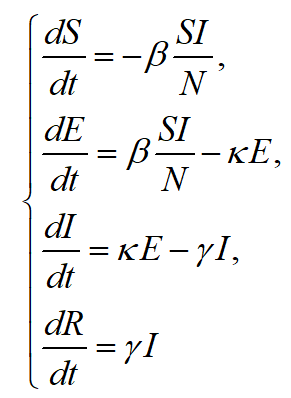 dS/dt = −β SI/N,
dE/dt = β SI/N − κE,
dI/dt = κE − γI,
dR/dt = γI